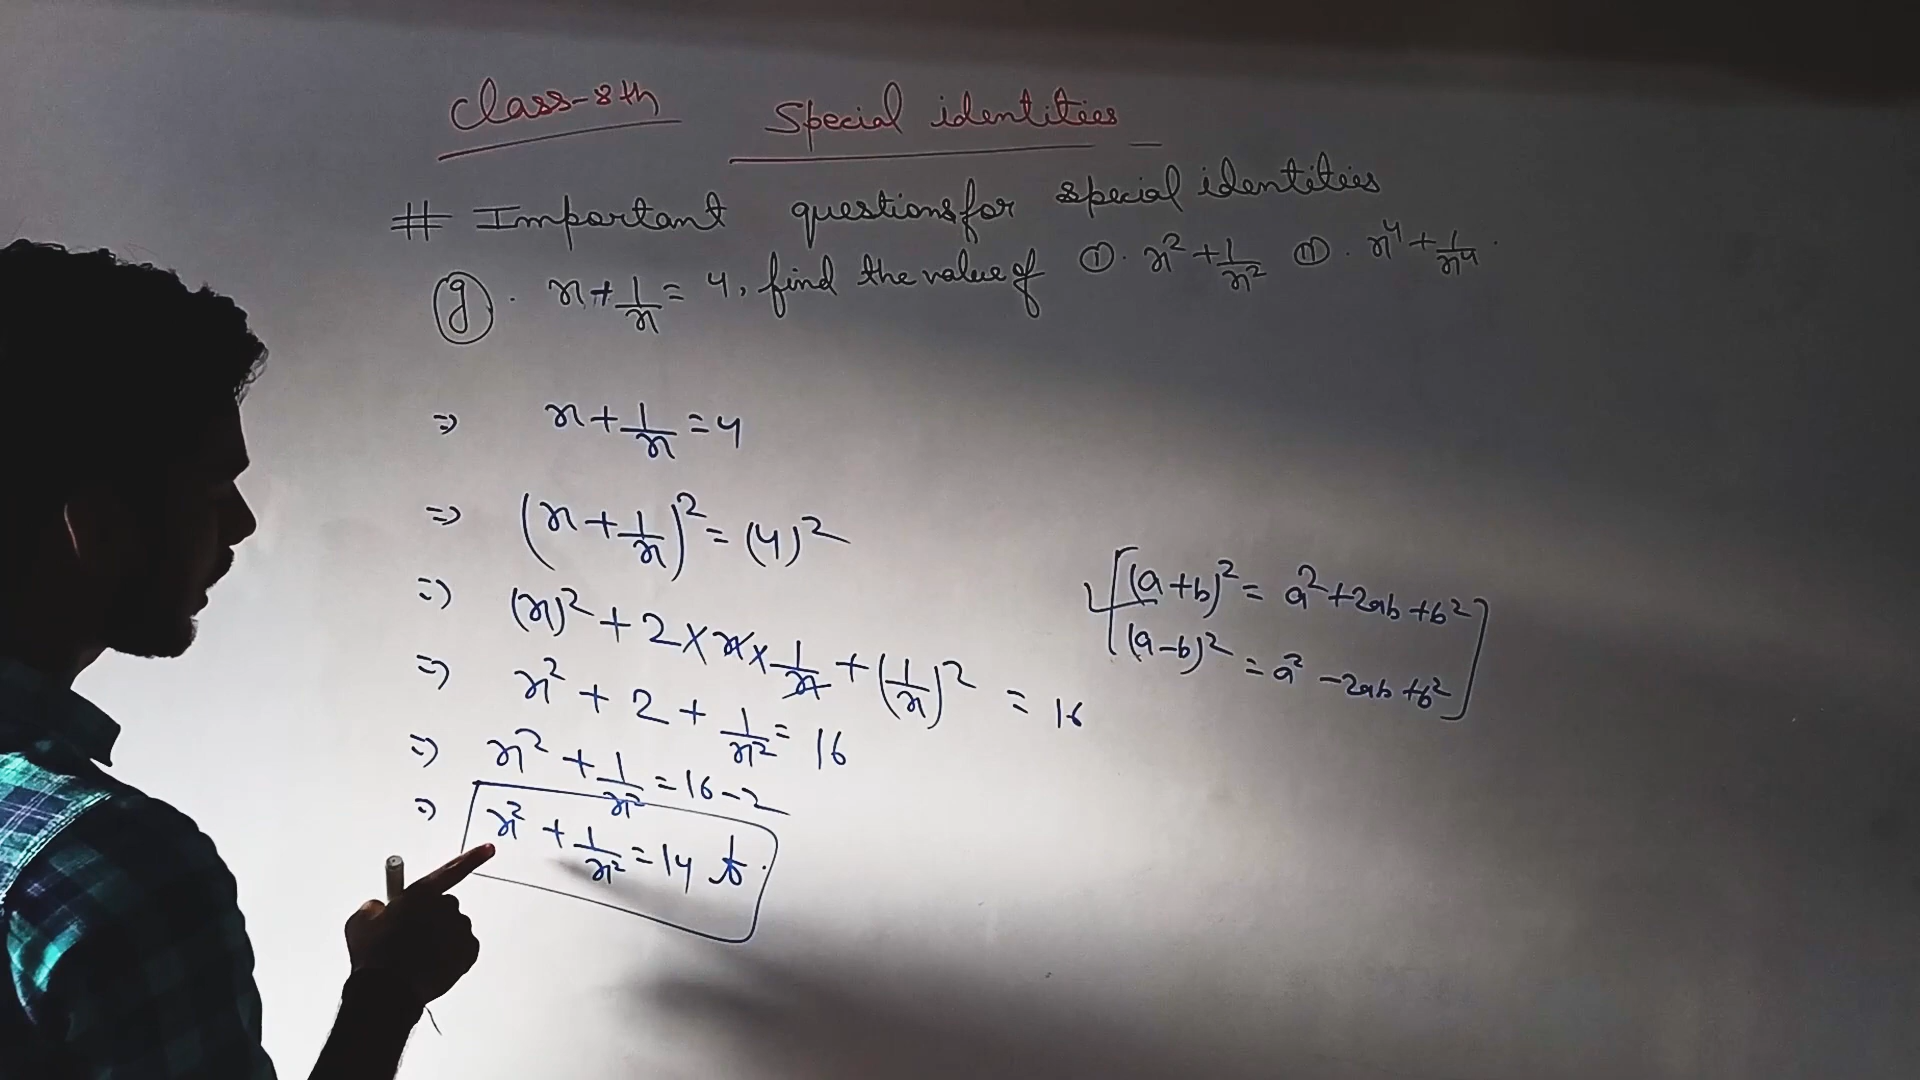 Class-8th Special identities
# Important questions for special identities
g. x + 1/x = 4, find the value of ①. x² + 1/x² ②. x⁴ + 1/x⁴.
⇒ x + 1/x = 4
⇒ (x + 1/x)² = (4)²
⇒ (x)² + 2 × x × 1/x + (1/x)² = 16
⇒ x² + 2 + 1/x² = 16
⇒ x² + 1/x² = 16 - 2
⇒ x² + 1/x² = 14
(a+b)² = a² + 2ab + b²
(a-b)² = a² - 2ab + b²